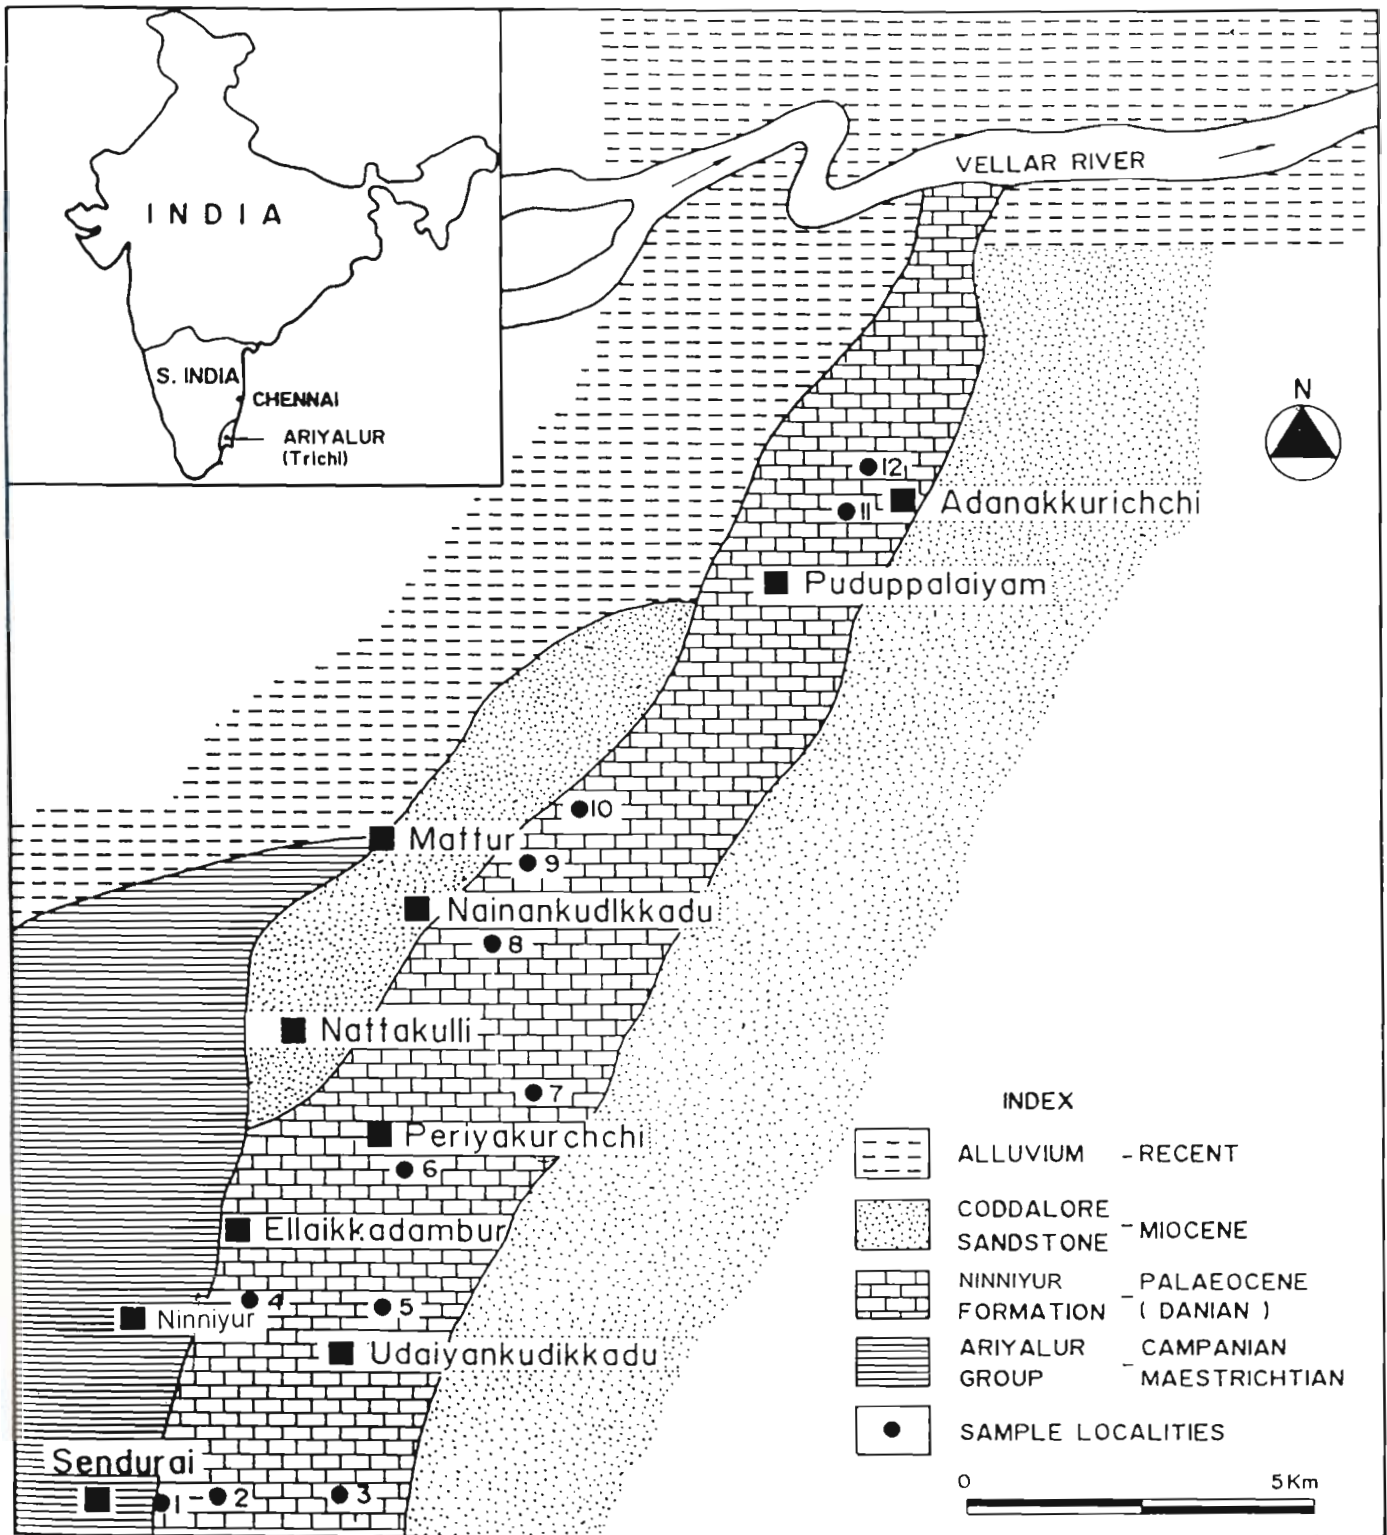 INDIA
S. INDIA
CHENNAI
ARIYALUR
(Trichi)
VELLAR RIVER
N
12
11
Adanakkurichchi
Puduppalaiyam
10
Mattur
9
Nainankudikkadu
8
Nattakulli
7
Periyakurchchi
6
Ellaikkadambur
4
5
Ninniyur
Udaiyankudikkadu
Sendurai
1
2
3
INDEX
ALLUVIUM - RECENT
CODDALORE
SANDSTONE - MIOCENE
NINNIYUR
FORMATION - PALAEOCENE
( DANIAN )
ARIYALUR
GROUP - CAMPANIAN
MAESTRICHTIAN
SAMPLE LOCALITIES
0 5Km